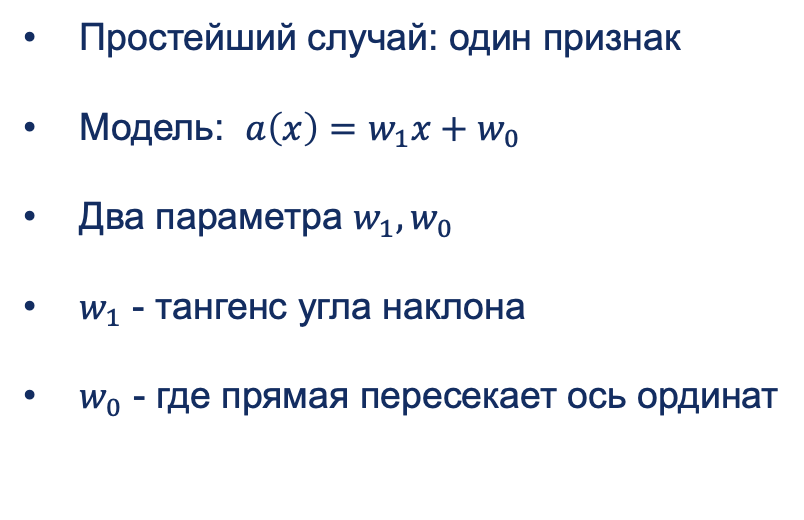 • Простейший случай: один признак
• Модель: a(x) = w₁x + w₀
• Два параметра w₁, w₀
• w₁ - тангенс угла наклона
• w₀ - где прямая пересекает ось ординат